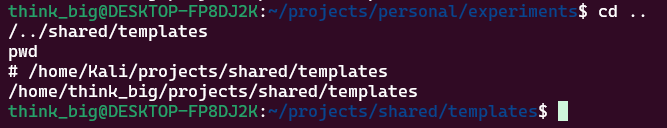 think_big@DESKTOP-FP8DJ2K:~/projects/personal/experiments$ cd ..
/../shared/templates
pwd
# /home/Kali/projects/shared/templates
/home/think_big/projects/shared/templates
think_big@DESKTOP-FP8DJ2K:~/projects/shared/templates$